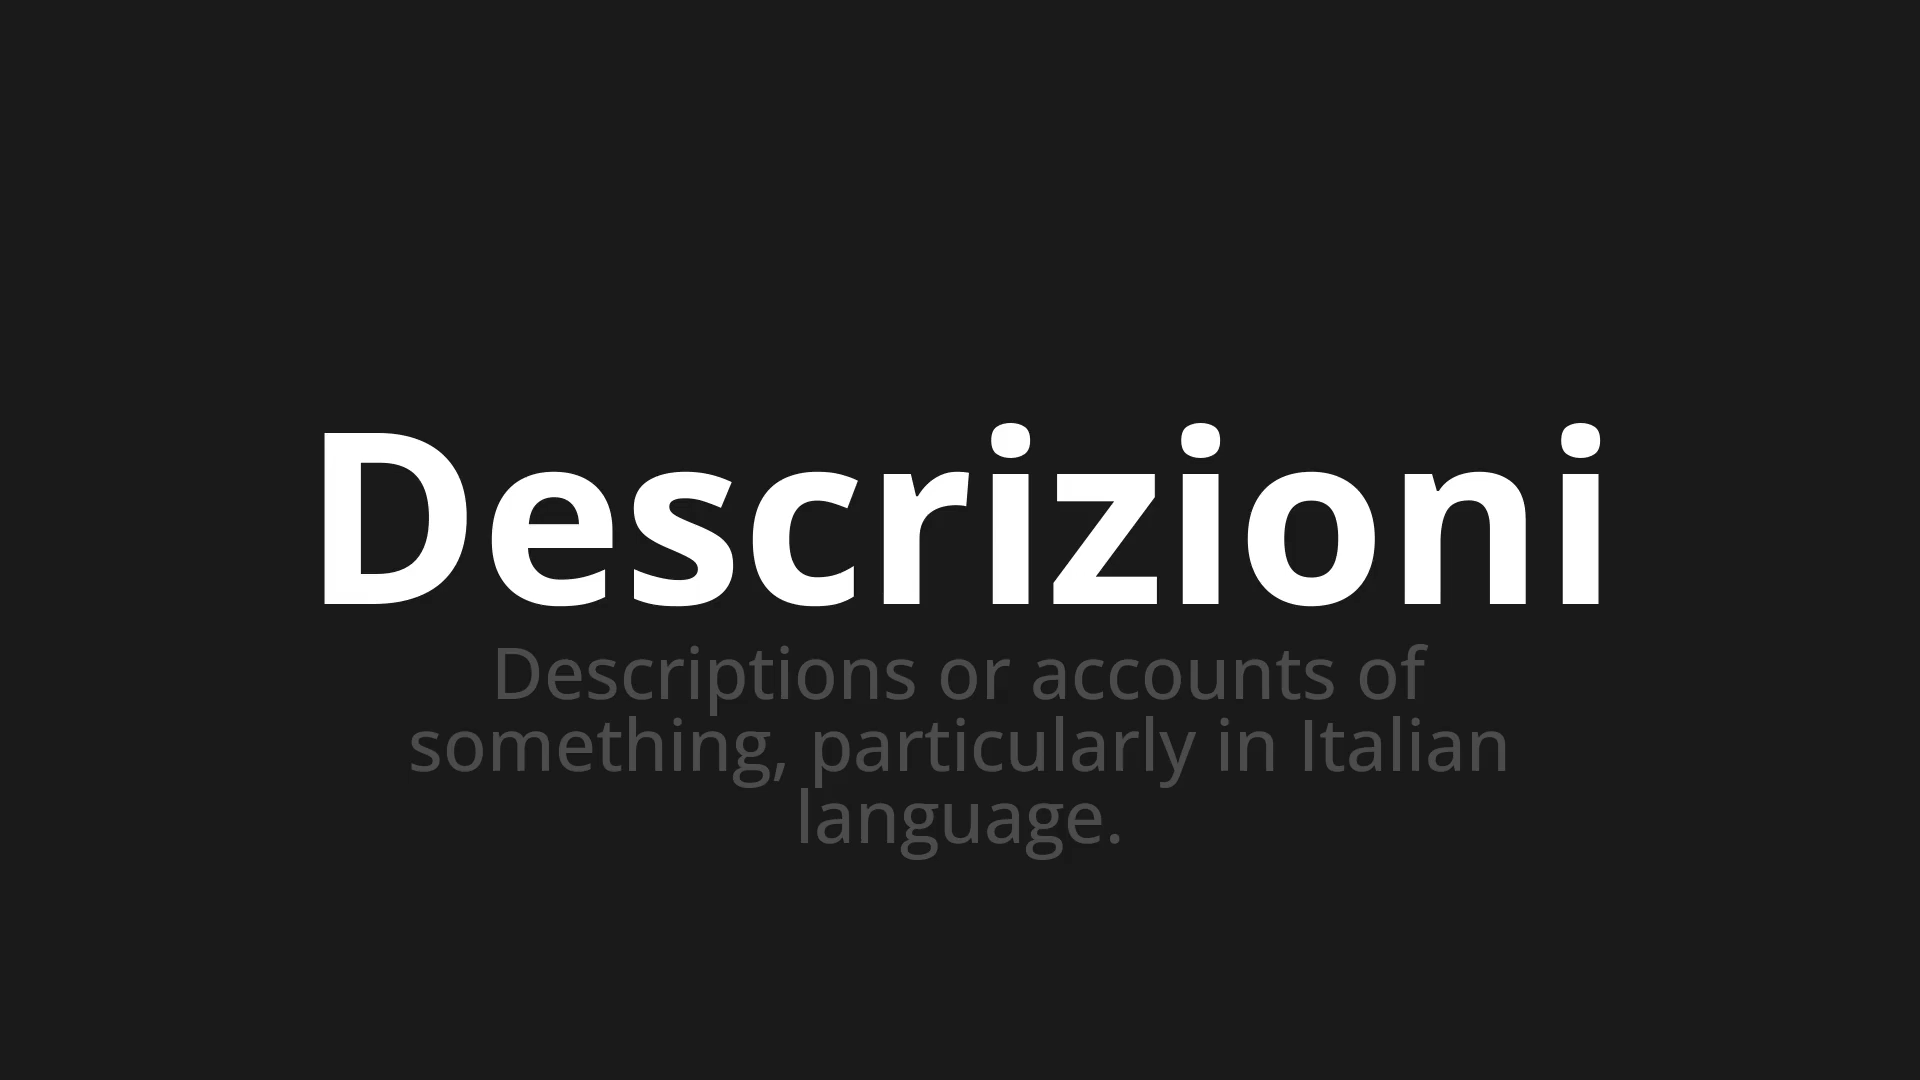 Descrizioni
Descriptions or accounts of
something, particularly in Italian
language.